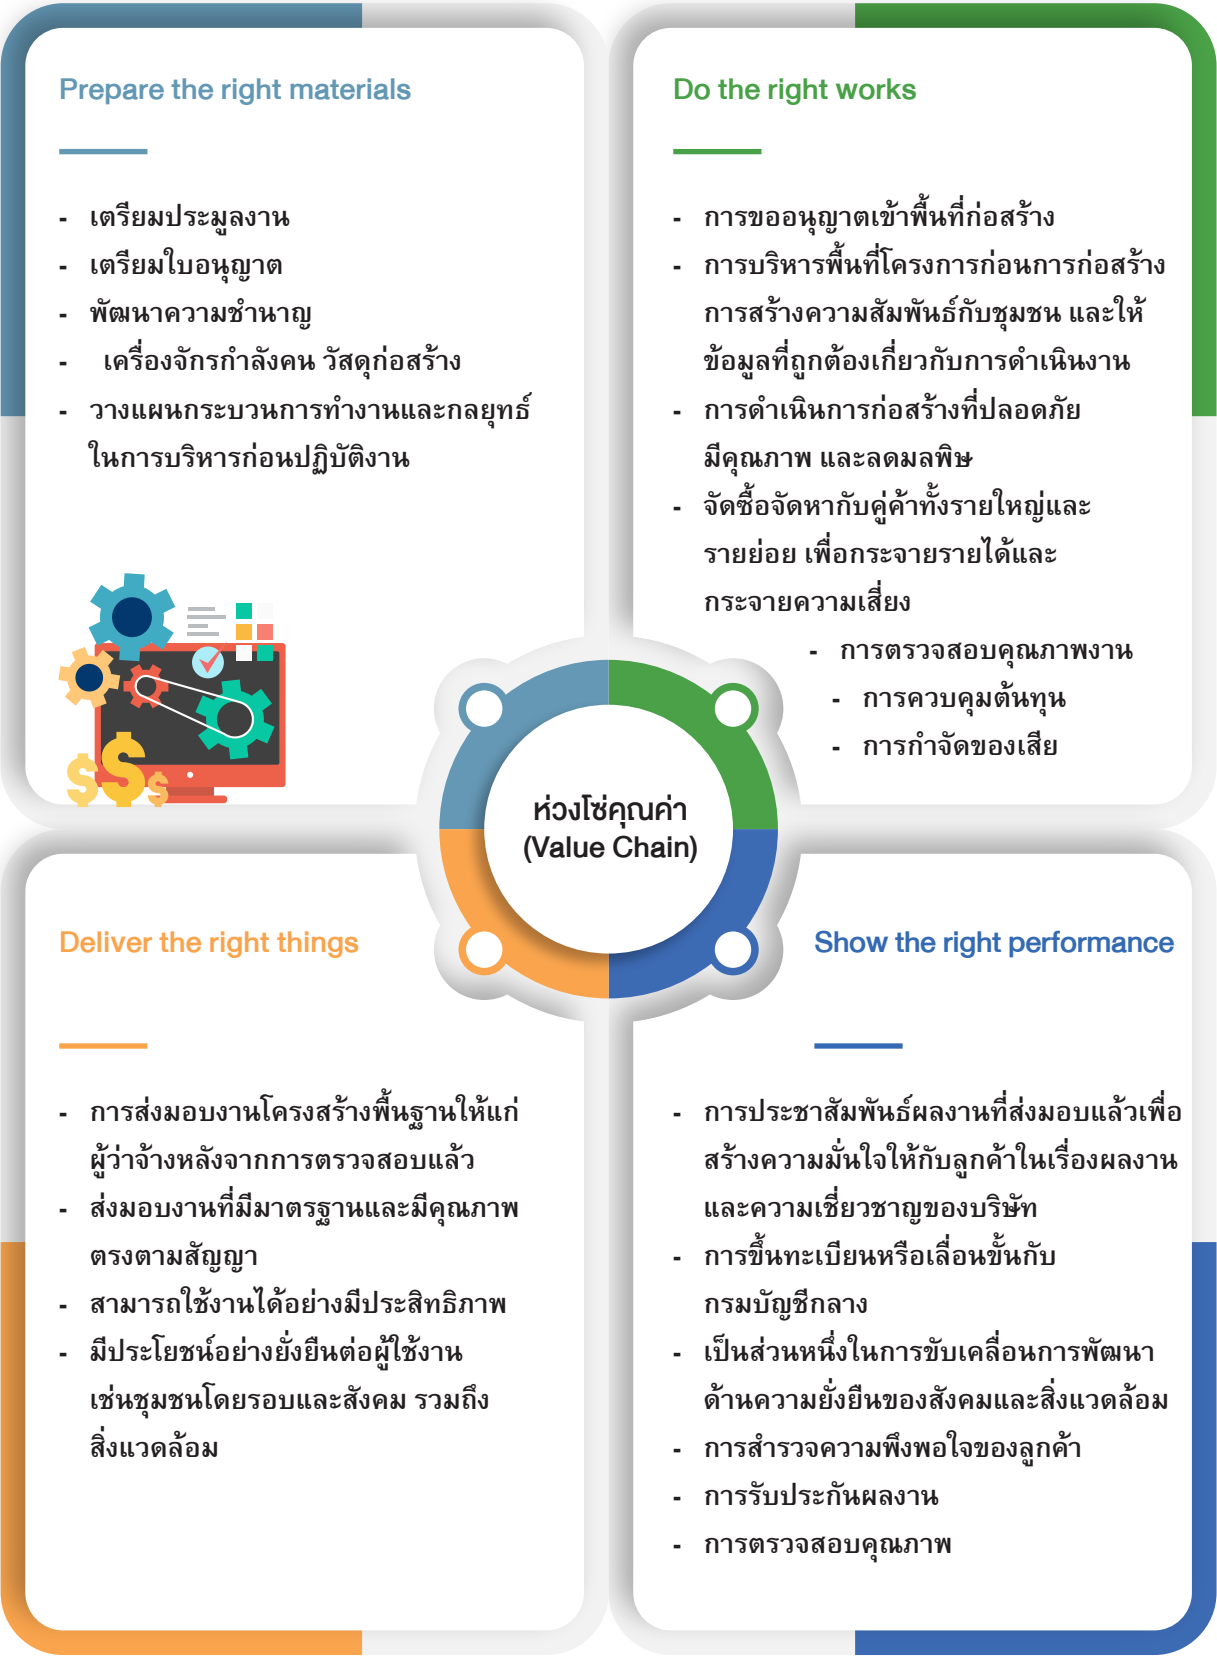 Prepare the right materials
- เตรียมประมูลงาน
- เตรียมใบอนุญาต
- พัฒนาความชำนาญ
- เครื่องจักรกำลังคน วัสดุก่อสร้าง
- วางแผนกระบวนการทำงานและกลยุทธ์
ในการบริหารก่อนปฏิบัติงาน
Do the right works
- การขออนุญาตเข้าพื้นที่ก่อสร้าง
- การบริหารพื้นที่โครงการก่อนการก่อสร้าง
การสร้างความสัมพันธ์กับชุมชน และให้
ข้อมูลที่ถูกต้องเกี่ยวกับการดำเนินงาน
- การดำเนินการก่อสร้างที่ปลอดภัย
มีคุณภาพ และลดมลพิษ
- จัดซื้อจัดหากับคู่ค้าทั้งรายใหญ่และ
รายย่อย เพื่อกระจายรายได้และ
กระจายความเสี่ยง
- การตรวจสอบคุณภาพงาน
- การควบคุมต้นทุน
- การกำจัดของเสีย
ห่วงโซ่คุณค่า
(Value Chain)
Deliver the right things
- การส่งมอบงานโครงสร้างพื้นฐานให้แก่
ผู้ว่าจ้างหลังจากการตรวจสอบแล้ว
- ส่งมอบงานที่มีมาตรฐานและมีคุณภาพ
ตรงตามสัญญา
- สามารถใช้งานได้อย่างมีประสิทธิภาพ
- มีประโยชน์อย่างยั่งยืนต่อผู้ใช้งาน
เช่นชุมชนโดยรอบและสังคม รวมถึง
สิ่งแวดล้อม
Show the right performance
- การประชาสัมพันธ์ผลงานที่ส่งมอบแล้วเพื่อ
สร้างความมั่นใจให้กับลูกค้าในเรื่องผลงาน
และความเชี่ยวชาญของบริษัท
- การขึ้นทะเบียนหรือเลื่อนขั้นกับ
กรมบัญชีกลาง
- เป็นส่วนหนึ่งในการขับเคลื่อนการพัฒนา
ด้านความยั่งยืนของสังคมและสิ่งแวดล้อม
- การสำรวจความพึงพอใจของลูกค้า
- การรับประกันผลงาน
- การตรวจสอบคุณภาพ